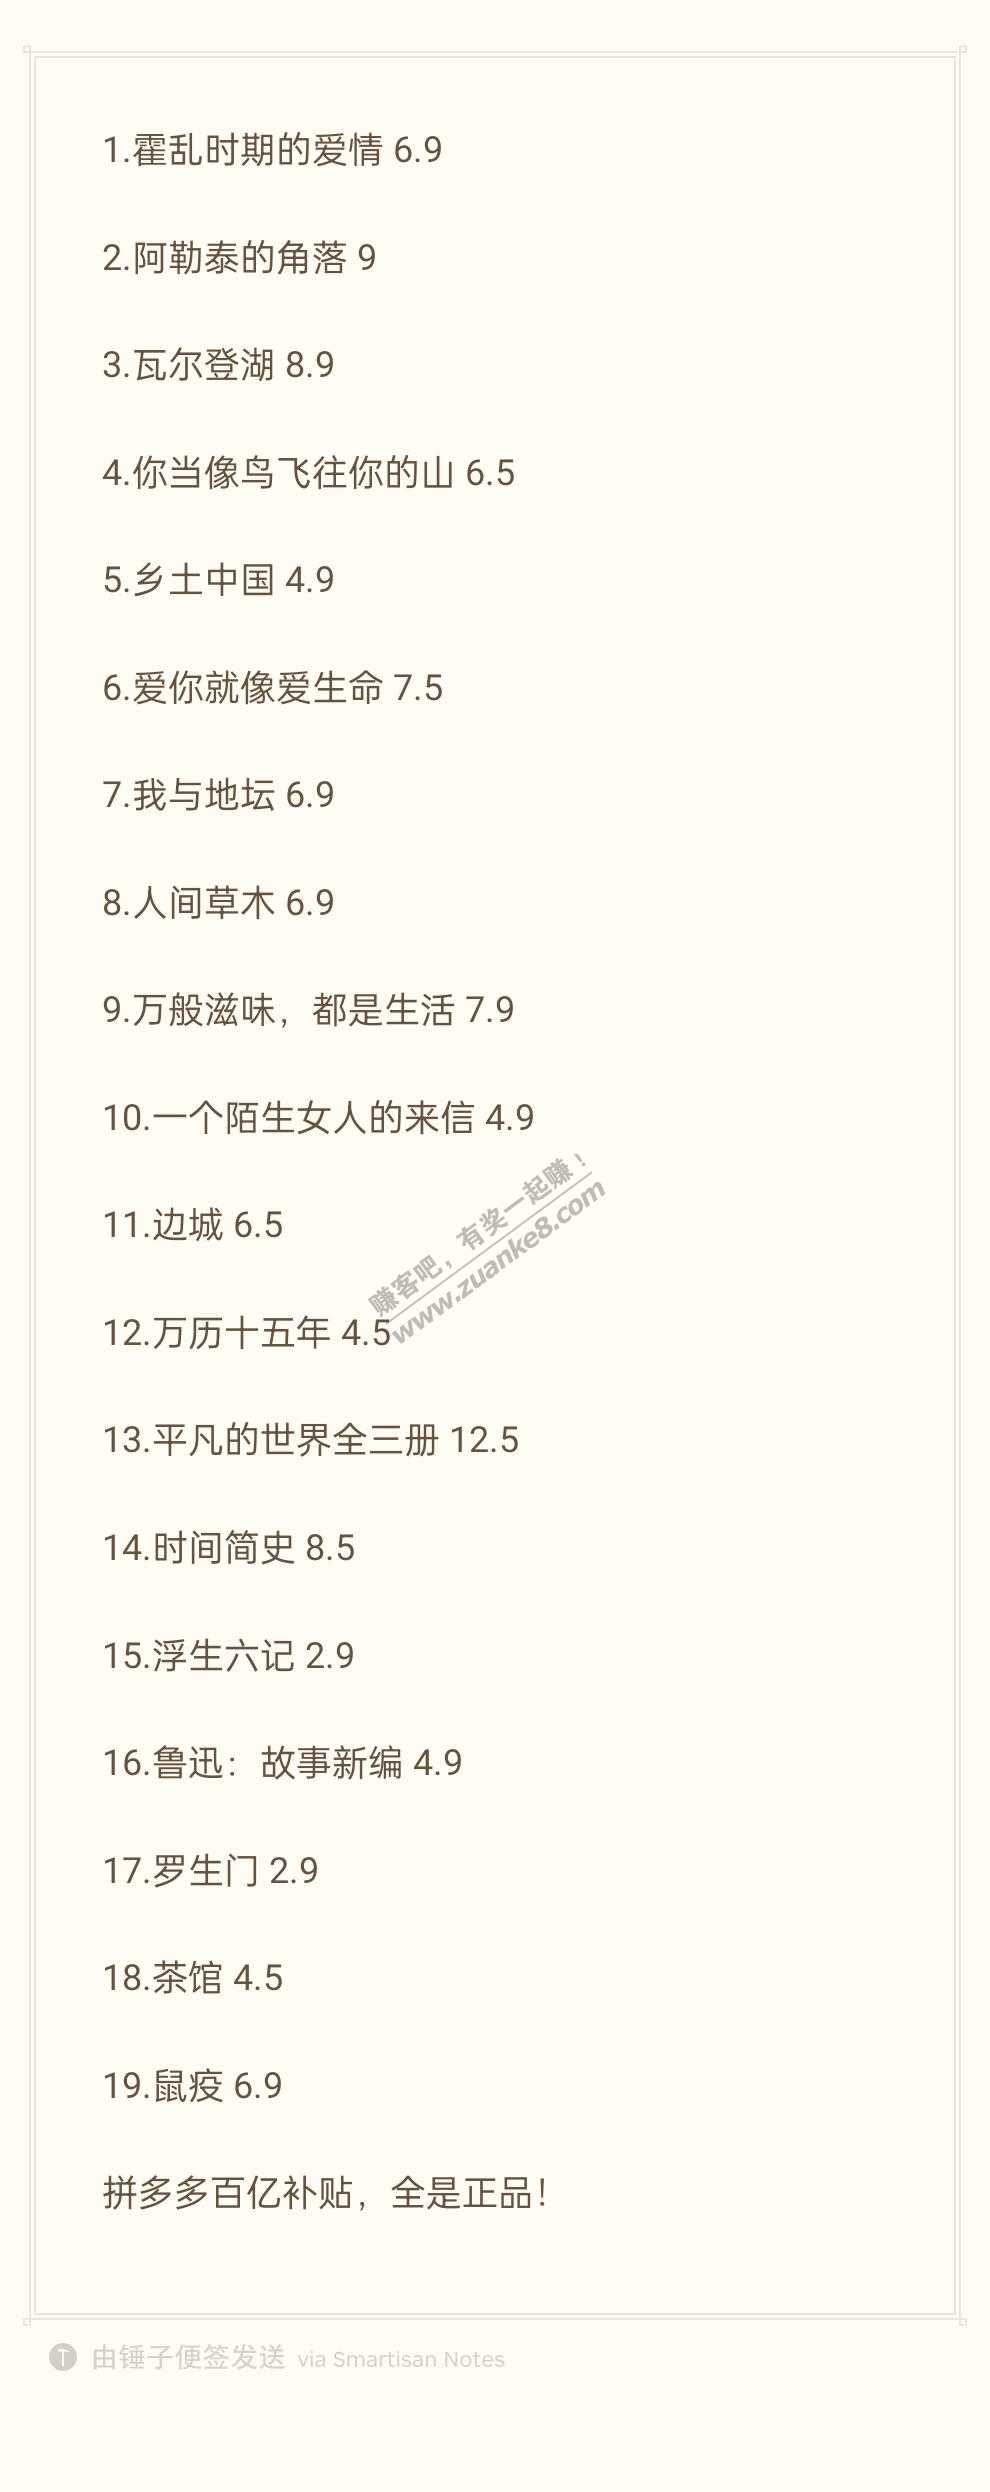 1.霍乱时期的爱情 6.9
2.阿勒泰的角落 9
3.瓦尔登湖 8.9
4.你当像鸟飞往你的山 6.5
5.乡土中国 4.9
6.爱你就像爱生命 7.5
7.我与地坛 6.9
8.人间草木 6.9
9.万般滋味，都是生活 7.9
10.一个陌生女人的来信 4.9
11.边城 6.5
赚客吧，有奖一起赚！
www.zuanke8.com
12.万历十五年 4.5
13.平凡的世界全三册 12.5
14.时间简史 8.5
15.浮生六记 2.9
16.鲁迅：故事新编 4.9
17.罗生门 2.9
18.茶馆 4.5
19.鼠疫 6.9
拼多多百亿补贴，全是正品！
T 由锤子便签发送 via Smartisan Notes